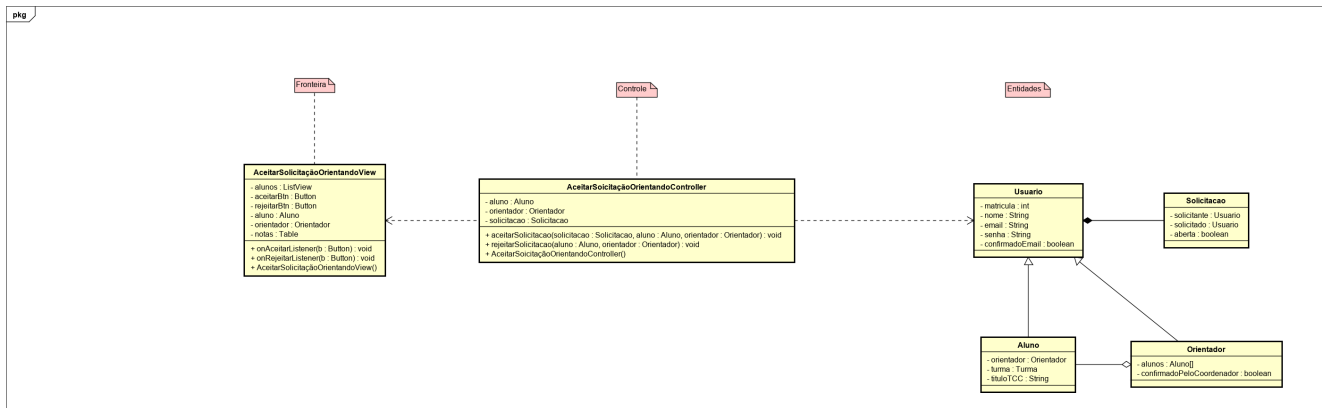 pkg
Fronteira
Controle
Entidades
AceitarSolicitaçãoOrientandoView
- alunos : ListView
- aceitarBtn : Button
- rejeitarBtn : Button
- aluno : Aluno
- orientador : Orientador
- notas : Table
+ onAceitarListener(b : Button) : void
+ onRejeitarListener(b : Button) : void
+ AceitarSolicitaçãoOrientandoView()
AceitarSoicitaçãoOrientandoController
- aluno : Aluno
- orientador : Orientador
- solicitacao : Solicitacao
+ aceitarSolicitacao(solicitacao : Solicitacao, aluno : Aluno, orientador : Orientador) : void
+ rejeitarSolicitacao(aluno : Aluno, orientador : Orientador) : void
+ AceitarSoicitaçãoOrientandoController()
Usuario
- matricula : int
- nome : String
- email : String
- senha : String
- confirmadoEmail : boolean
Solicitacao
- solicitante : Usuario
- solicitado : Usuario
- aberta : boolean
Aluno
- orientador : Orientador
- turma : Turma
- tituloTCC : String
Orientador
- alunos : Aluno[]
- confirmadoPeloCoordenador : boolean